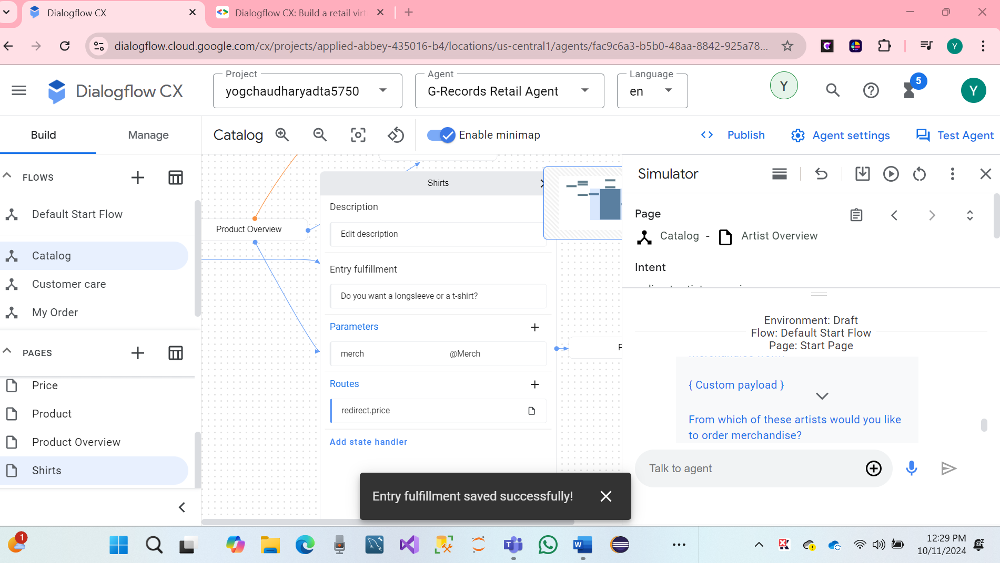 Dialogflow CX
Dialogflow CX: Build a retail virt
dialogflow.cloud.google.com/cx/projects/applied-abbey-435016-b4/locations/us-central1/agents/fac9c6a3-b5b0-48aa-8842-925a78...
Y
Dialogflow CX
Project
yogchaudharyadta5750
Agent
G-Records Retail Agent
Language
en
Y
5
Y
Build
Manage
Catalog
Enable minimap
Publish
Agent settings
Test Agent
FLOWS
Default Start Flow
Catalog
Customer care
My Order
PAGES
Price
Product
Product Overview
Shirts
Product Overview
Shirts
Description
Edit description
Entry fulfillment
Do you want a longsleeve or a t-shirt?
Parameters
merch @Merch
Routes
redirect.price
Add state handler
Simulator
Page
Catalog - Artist Overview
Intent
Environment: Draft
Flow: Default Start Flow
Page: Start Page
{ Custom payload }
From which of these artists would you like
to order merchandise?
Talk to agent
Entry fulfillment saved successfully!
1
12:29 PM
10/11/2024